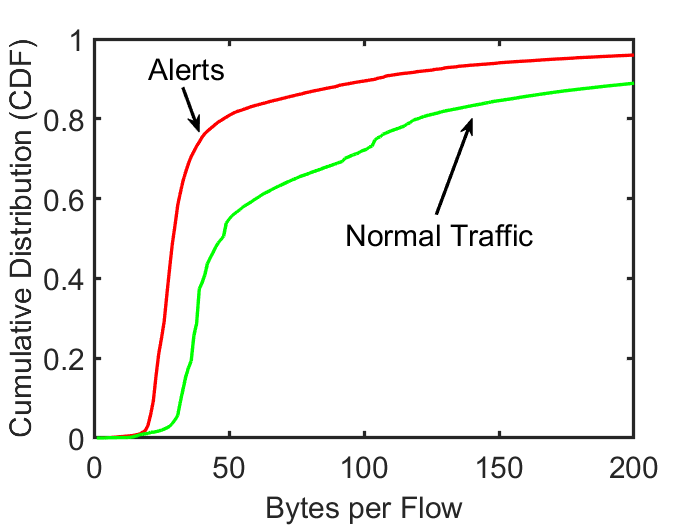 1
Alerts
0.8
0.6
Normal Traffic
0.4
0.2
0
0 50 100 150 200
Cumulative Distribution (CDF)
Bytes per Flow